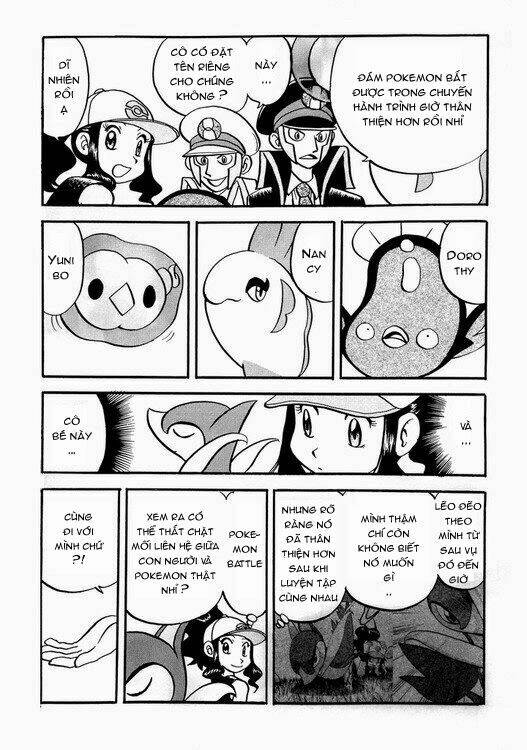 ĐÁM POKEMON BẮT
ĐƯỢC TRONG CHUYẾN
HÀNH TRÌNH GIỜ THÂN
THIỆN HƠN RỒI NHỈ
NÀY
...
CÔ CÓ ĐẶT
TÊN RIÊNG
CHO CHÚNG
KHÔNG ?
DĨ
NHIÊN
RỒI
Ạ
DORO
THY
NAN
CY
YUNI
BO
VÀ
...
CÔ
BÉ NÀY
...
LẼO ĐẼO
THEO
MÌNH TỪ
SAU VỤ
ĐÓ ĐẾN
GIỜ
MÌNH THẬM
CHÍ CÒN
KHÔNG BIẾT
NÓ MUỐN
GÌ
..
NHƯNG RÕ
RÀNG NÓ
ĐÃ THÂN
THIỆN HƠN
SAU KHI
LUYỆN TẬP
CÙNG NHAU
POKE-
MON
BATTLE
XEM RA CÓ
THỂ THẮT CHẶT
MỐI LIÊN HỆ GIỮA
CON NGƯỜI VÀ
POKEMON THẬT
NHỈ ?
CÙNG
ĐI VỚI
MÌNH CHỨ
?!